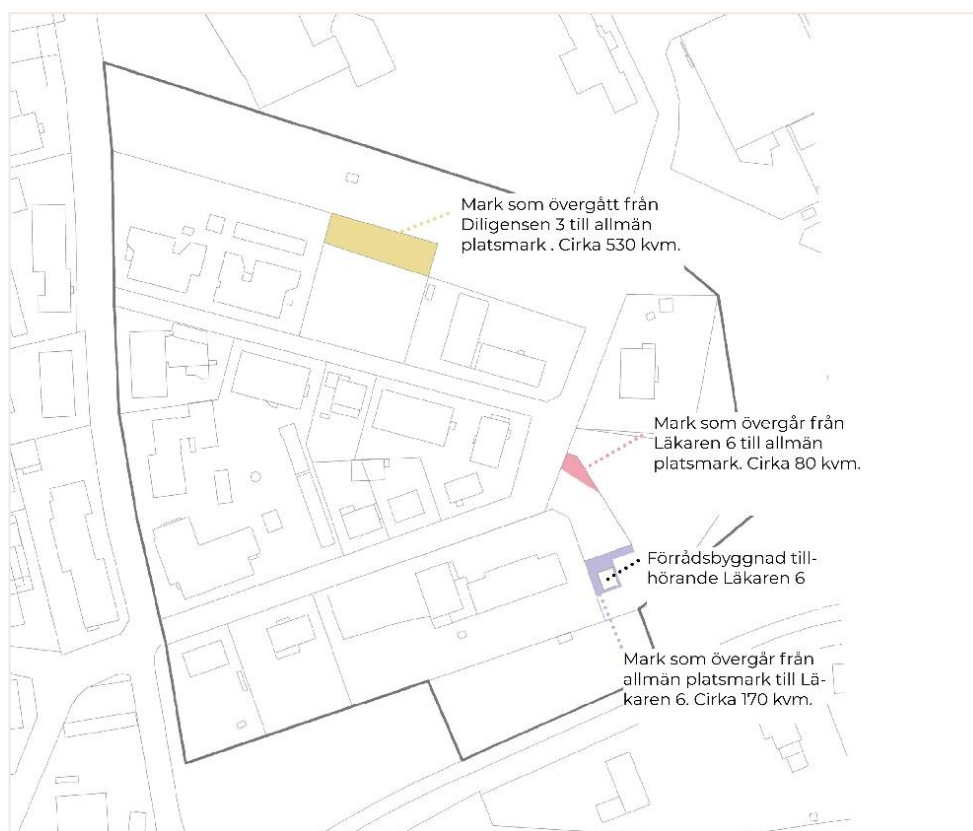 Mark som övergått från
Diligensen 3 till allmän
platsmark . Cirka 530 kvm.
Mark som övergår från
Läkaren 6 till allmän
platsmark. Cirka 80 kvm.
Förrådsbyggnad till-
hörande Läkaren 6
Mark som övergår från
allmän platsmark till Lä-
karen 6. Cirka 170 kvm.